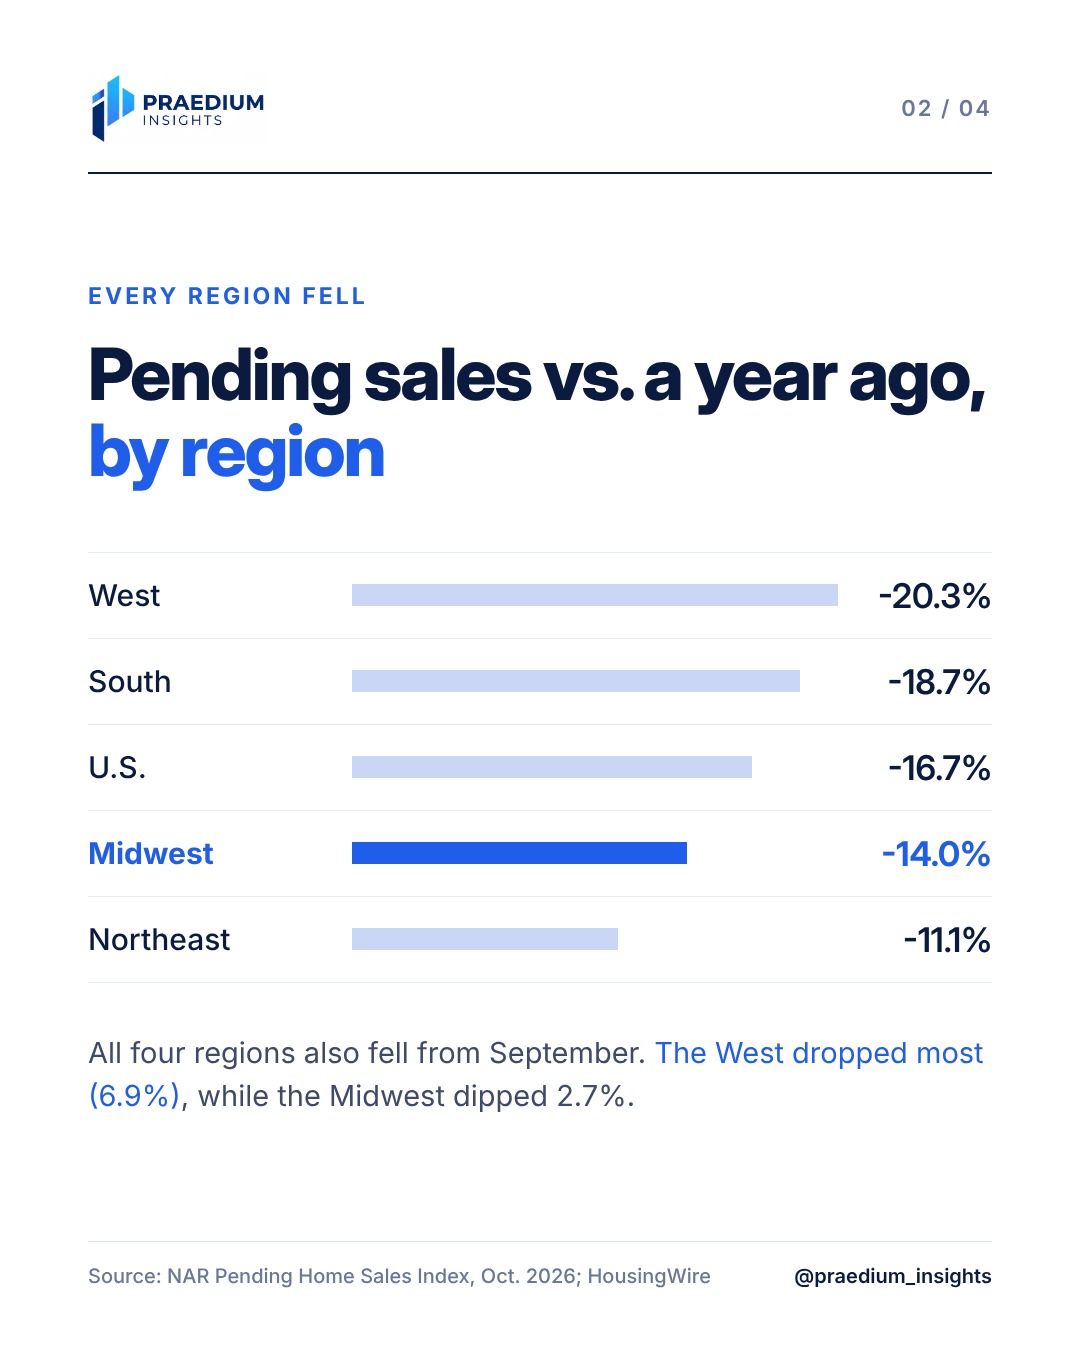 PRAEDIUM
INSIGHTS
02 / 04
EVERY REGION FELL
Pending sales vs. a year ago,
by region
West -20.3%
South -18.7%
U.S. -16.7%
Midwest -14.0%
Northeast -11.1%
All four regions also fell from September. The West dropped most
(6.9%), while the Midwest dipped 2.7%.
Source: NAR Pending Home Sales Index, Oct. 2026; HousingWire
@praedium_insights